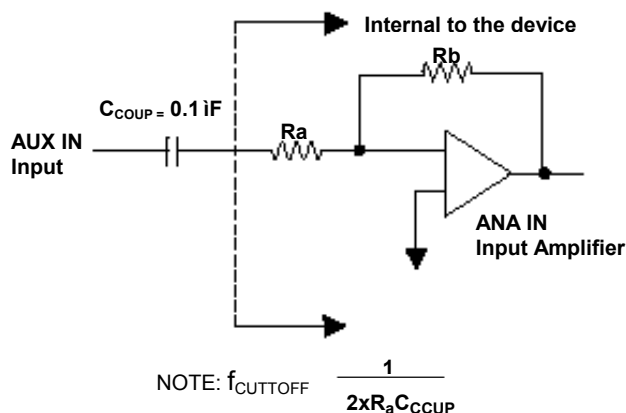 Internal to the device
Rb
C COUP = 0.1 ìF
Ra
AUX IN
Input
ANA IN
Input Amplifier
NOTE: fCUTTOFF 1
2xRaCCCUP